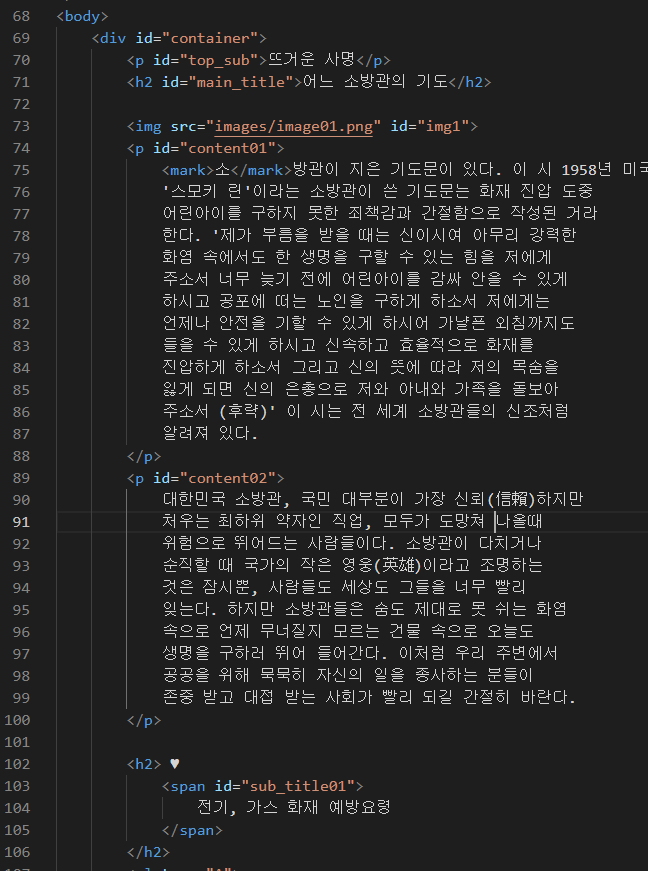 68 <body>
69 <div id="container">
70 <p id="top_sub">뜨거운 사명</p>
71 <h2 id="main_title">어느 소방관의 기도</h2>
72
73 <img src="images/image01.png" id="img1">
74 <p id="content01">
75 <mark>소</mark>방관이 지은 기도문이 있다. 이 시 1958년 미국
76 '스모키 린'이라는 소방관이 쓴 기도문는 화재 진압 도중
77 어린아이를 구하지 못한 죄책감과 간절함으로 작성된 거라
78 한다. '제가 부름을 받을 때는 신이시여 아무리 강력한
79 화염 속에서도 한 생명을 구할 수 있는 힘을 저에게
80 주소서 너무 늦기 전에 어린아이를 감싸 안을 수 있게
81 하시고 공포에 떠는 노인을 구하게 하소서 저에게는
82 언제나 안전을 기할 수 있게 하시어 가냘픈 외침까지도
83 들을 수 있게 하시고 신속하고 효율적으로 화재를
84 진압하게 하소서 그리고 신의 뜻에 따라 저의 목숨을
85 잃게 되면 신의 은총으로 저와 아내와 가족을 돌보아
86 주소서 (후략)' 이 시는 전 세계 소방관들의 신조처럼
87 알려져 있다.
88 </p>
89 <p id="content02">
90 대한민국 소방관, 국민 대부분이 가장 신뢰(信賴)하지만
91 처우는 최하위 약자인 직업, 모두가 도망쳐 나올때
92 위험으로 뛰어드는 사람들이다. 소방관이 다치거나
93 순직할 때 국가의 작은 영웅(英雄)이라고 조명하는
94 것은 잠시뿐, 사람들도 세상도 그들을 너무 빨리
95 잊는다. 하지만 소방관들은 숨도 제대로 못 쉬는 화염
96 속으로 언제 무너질지 모르는 건물 속으로 오늘도
97 생명을 구하러 뛰어 들어간다. 이처럼 우리 주변에서
98 공공을 위해 묵묵히 자신의 일을 종사하는 분들이
99 존중 받고 대접 받는 사회가 빨리 되길 간절히 바란다.
100 </p>
101
102 <h2> ♥
103 <span id="sub_title01">
104 전기, 가스 화재 예방요령
105 </span>
106 </h2>